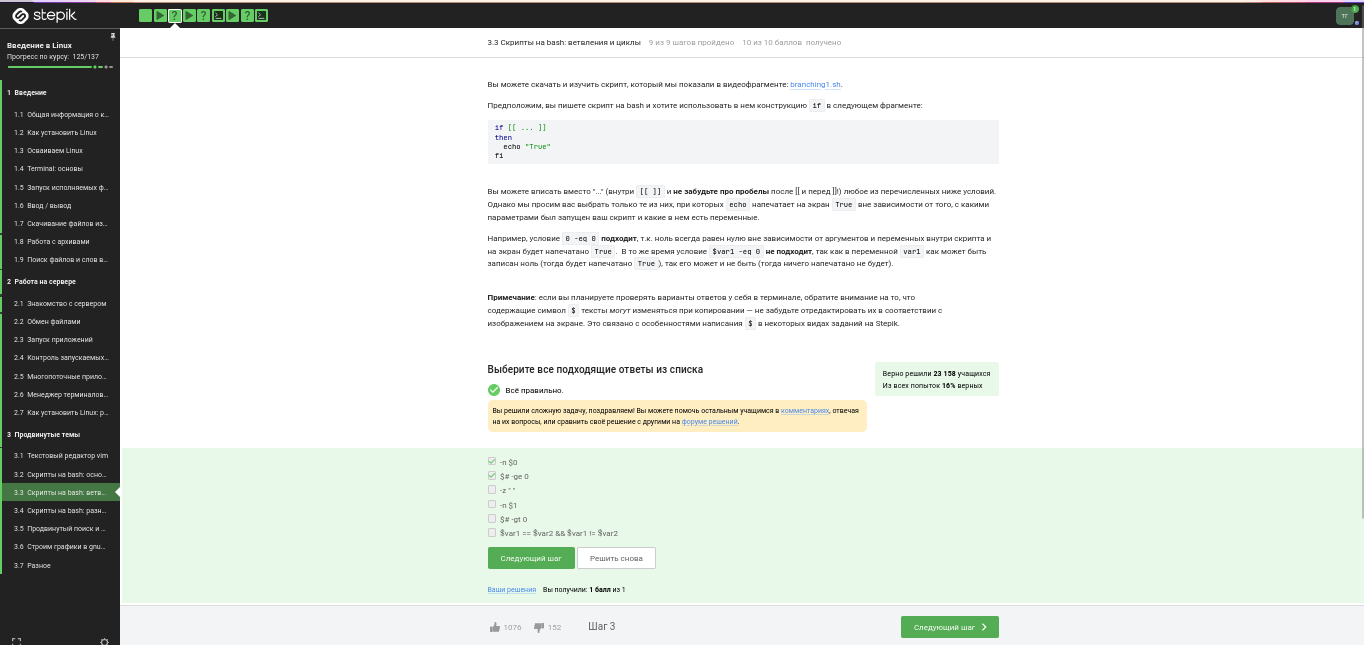 stepik
Введение в Linux
Прогресс по курсу: 125/137
1 Введение
1.1 Общая информация о к...
1.2 Как установить Linux
1.3 Осваиваем Linux
1.4 Terminal: основы
1.5 Запуск исполняемых ф...
1.6 Ввод / вывод
1.7 Скачивание файлов из...
1.8 Работа с архивами
1.9 Поиск файлов и слов в...
2 Работа на сервере
2.1 Знакомство с сервером
2.2 Обмен файлами
2.3 Запуск приложений
2.4 Контроль запускаемых...
2.5 Многопоточные прило...
2.6 Менеджер терминалов...
2.7 Как установить Linux: р...
3 Продвинутые темы
3.1 Текстовый редактор vim
3.2 Скрипты на bash: осно...
3.3 Скрипты на bash: ветв...
3.4 Скрипты на bash: разн...
3.5 Продвинутый поиск и ...
3.6 Строим графики в gnu...
3.7 Разное
3.3 Скрипты на bash: ветвления и циклы 9 из 9 шагов пройдено 10 из 10 баллов получено
Вы можете скачать и изучить скрипт, который мы показали в видеофрагменте: branching1.sh.
Предположим, вы пишете скрипт на bash и хотите использовать в нем конструкцию if в следующем фрагменте:
if [[ ... ]]
then
echo "True"
fi
Вы можете вписать вместо "..." (внутри [[ ]] и не забудьте про пробелы после [[ и перед ]]!) любое из перечисленных ниже условий.
Однако мы просим вас выбрать только те из них, при которых echo напечатает на экран True вне зависимости от того, с какими
параметрами был запущен ваш скрипт и какие в нем есть переменные.
Например, условие 0 -eq 0 подходит, т.к. ноль всегда равен нулю вне зависимости от аргументов и переменных внутри скрипта и
на экран будет напечатано True . В то же время условие $var1 -eq 0 не подходит, так как в переменной var1 как может быть
записан ноль (тогда будет напечатано True ), так его может и не быть (тогда ничего напечатано не будет).
Примечание: если вы планируете проверять варианты ответов у себя в терминале, обратите внимание на то, что
содержащие символ $ тексты могут изменяться при копировании — не забудьте отредактировать их в соответствии с
изображением на экране. Это связано с особенностями написания $ в некоторых видах заданий на Stepik.
Выберите все подходящие ответы из списка
Верно решили 23 158 учащихся
Из всех попыток 16% верных
Всё правильно.
Вы решили сложную задачу, поздравляем! Вы можете помочь остальным учащимся в комментариях, отвечая
на их вопросы, или сравнить своё решение с другими на форуме решений.
-n $0
$# -ge 0
-z " "
-n $1
$# -gt 0
$var1 == $var2 && $var1 != $var2
Следующий шаг Решить снова
Ваши решения Вы получили: 1 балл из 1
1076 152 Шаг 3 Следующий шаг